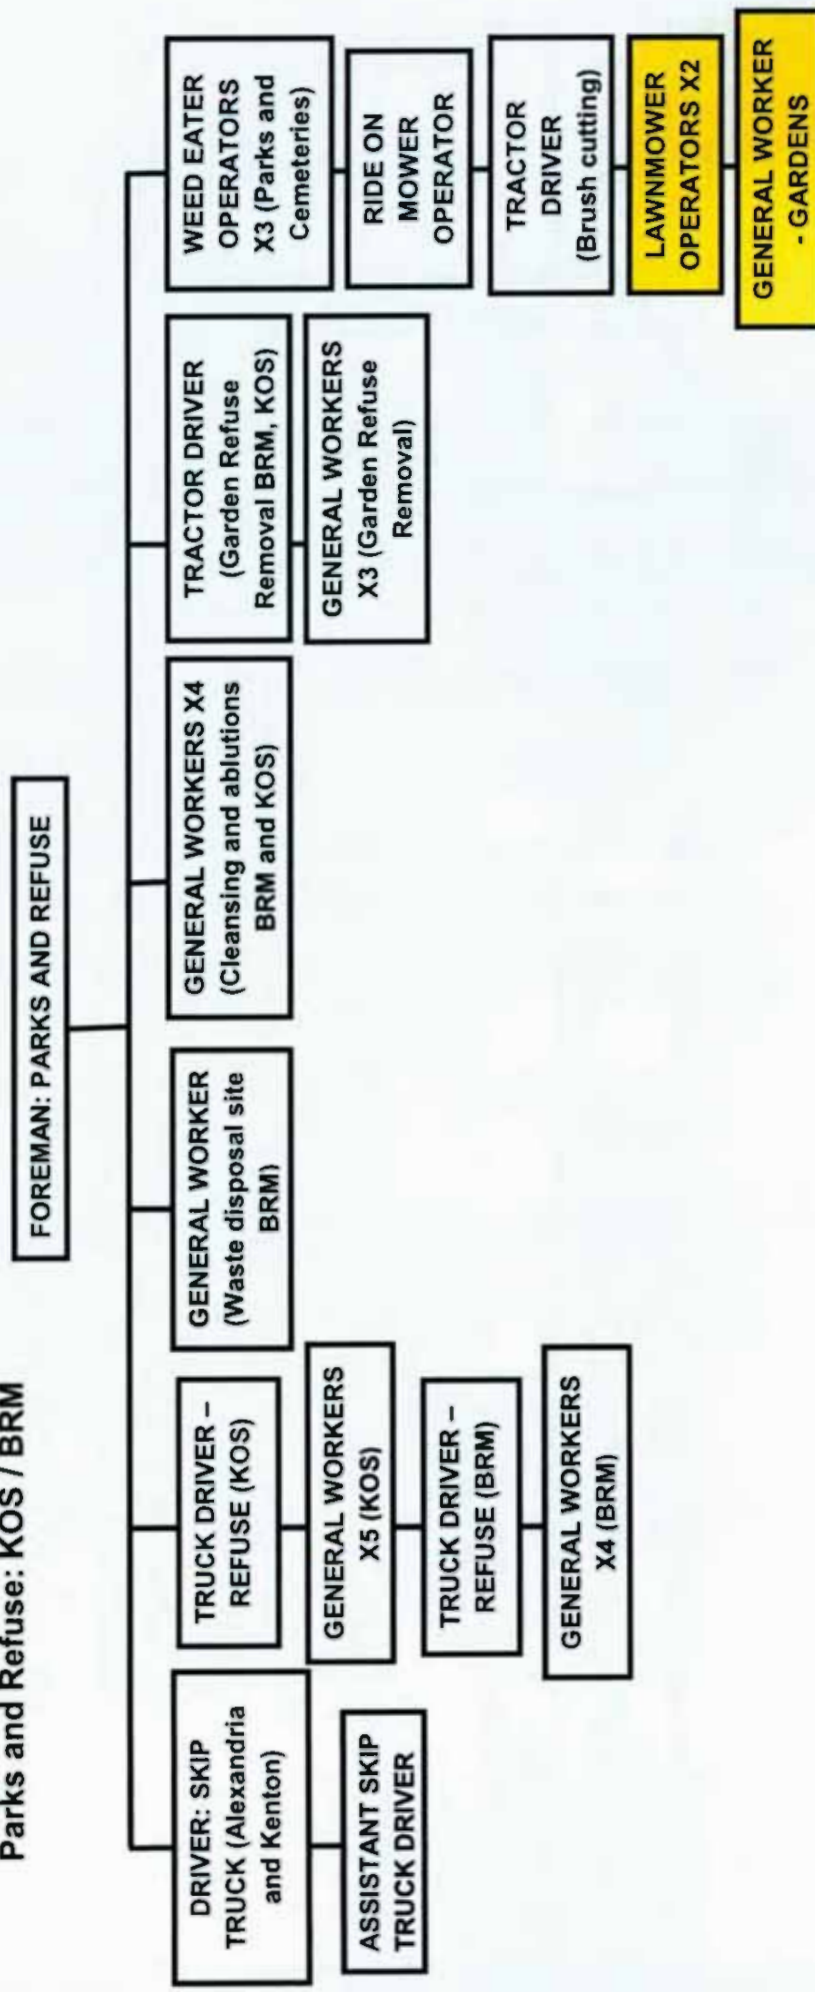 Parks and Refuse: KOS / BRM
FOREMAN: PARKS AND REFUSE
DRIVER: SKIP
TRUCK (Alexandria
and Kenton)
ASSISTANT SKIP
TRUCK DRIVER
TRUCK DRIVER –
REFUSE (KOS)
GENERAL WORKERS
X5 (KOS)
TRUCK DRIVER –
REFUSE (BRM)
GENERAL WORKERS
X4 (BRM)
GENERAL WORKER
(Waste disposal site
BRM)
GENERAL WORKERS X4
(Cleansing and ablutions
BRM and KOS)
TRACTOR DRIVER
(Garden Refuse
Removal BRM, KOS)
GENERAL WORKERS
X3 (Garden Refuse
Removal)
WEED EATER
OPERATORS
X3 (Parks and
Cemeteries)
RIDE ON
MOWER
OPERATOR
TRACTOR
DRIVER
(Brush cutting)
LAWNMOWER
OPERATORS X2
GENERAL WORKER
- GARDENS